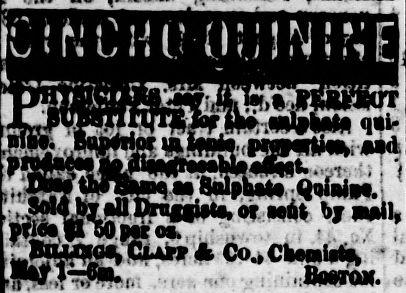 CINCHO QUININE
PHYSICIANS say it is a PERFECT
SUBSTITUTE for the sulphate qui-
nine. Superior in tonic properties, and
produces no disagreeable effect.
Dose the same as Sulphate Quinine.
Sold by all Druggists, or sent by mail,
price $1 50 per oz.
BILLINGS, CLAPP & Co., Chemists,
May 1—6m. BOSTON.